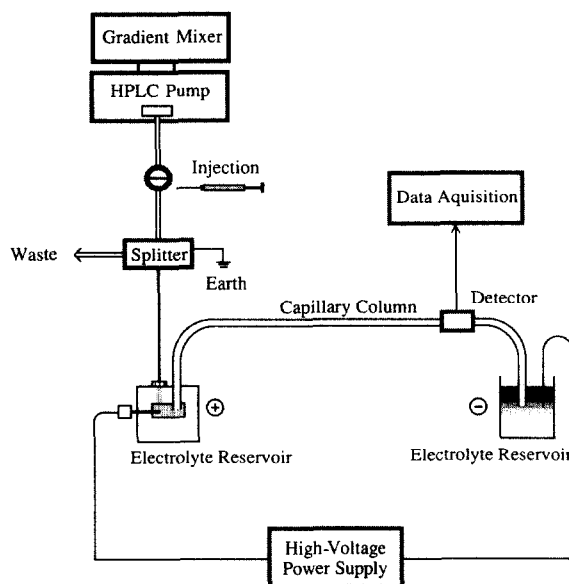 Gradient Mixer
HPLC Pump
Injection
Data Aquisition
Waste
Splitter
Earth
Capillary Column
Detector
+
−
Electrolyte Reservoir
Electrolyte Reservoir
High-Voltage
Power Supply